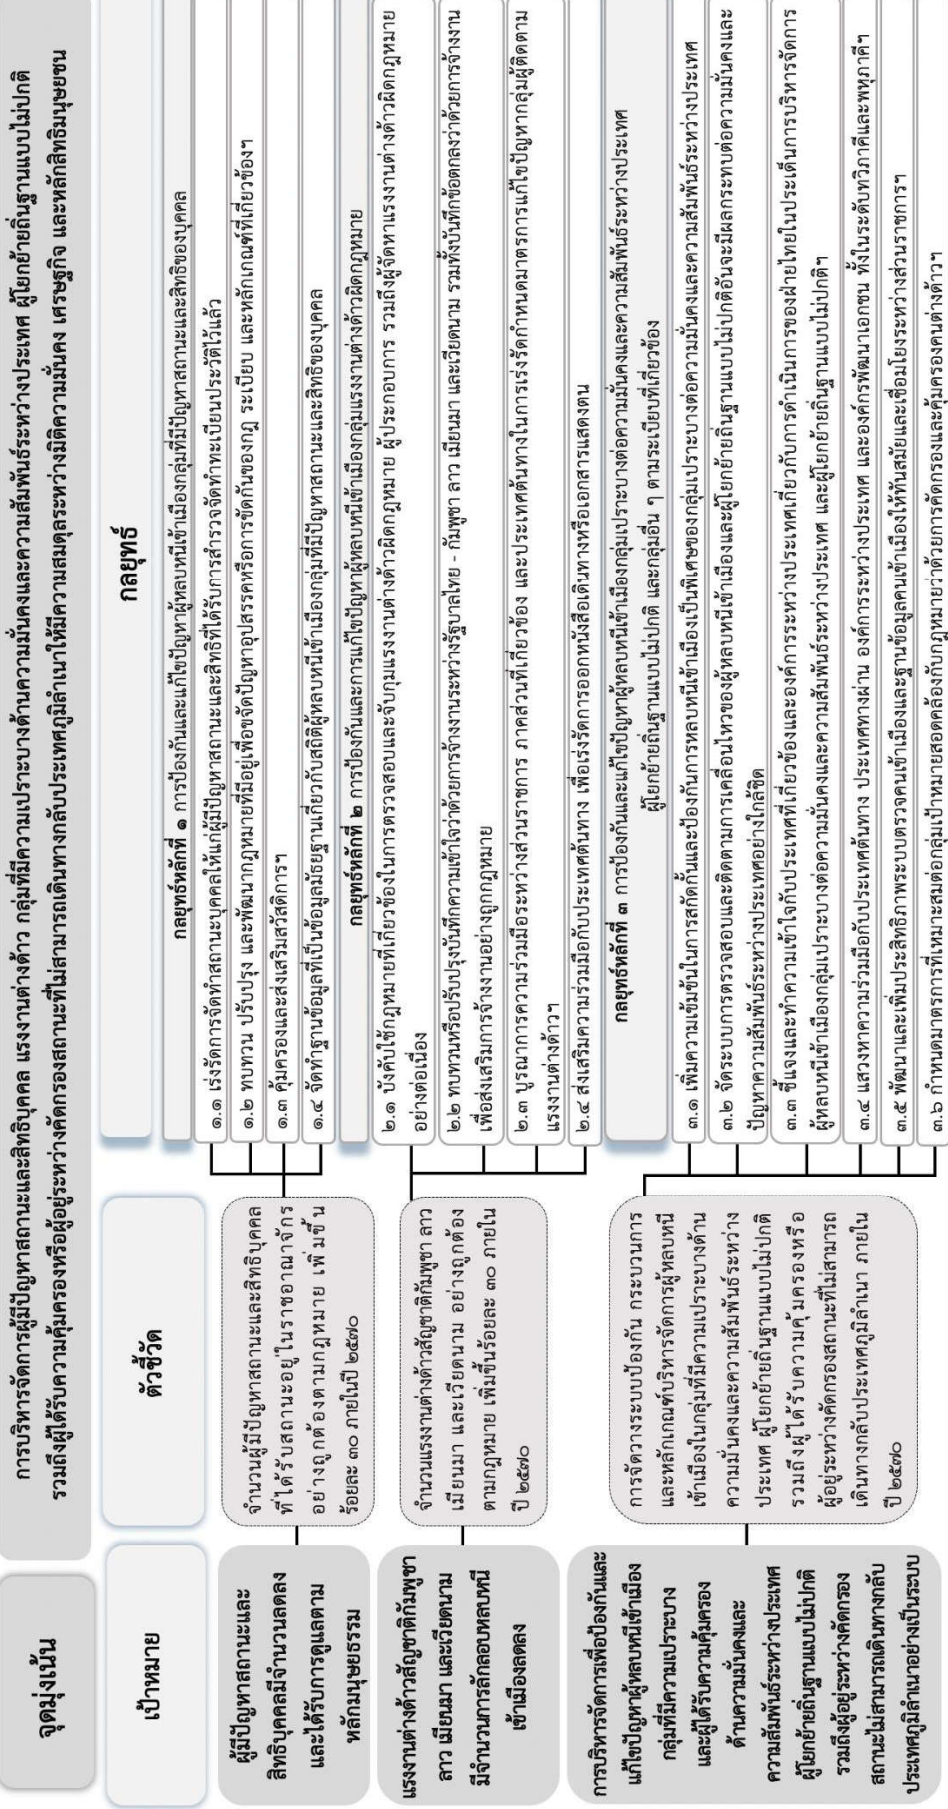 จุดมุ่งเน้น
การบริหารจัดการผู้มีปัญหาสถานะและสิทธิบุคคล แรงงานต่างด้าว กลุ่มที่มีความเปราะบางด้านความมั่นคงและความสัมพันธ์ระหว่างประเทศ ผู้โยกย้ายถิ่นฐานแบบไม่ปกติ
รวมถึงผู้ได้รับความคุ้มครองหรือผู้อยู่ระหว่างคัดกรองสถานะที่ไม่สามารถเดินทางกลับประเทศภูมิลำเนาให้มีความสมดุลระหว่างมิติความมั่นคง เศรษฐกิจ และหลักสิทธิมนุษยชน
เป้าหมาย
ตัวชี้วัด
กลยุทธ์
ผู้มีปัญหาสถานะและ
สิทธิบุคคลมีจำนวนลดลง
และได้รับการดูแลตาม
หลักมนุษยธรรม
จำนวนผู้มีปัญหาสถานะและสิทธิบุคคล
ที่ได้รับสถานะอยู่ในราชอาณาจักร
อย่างถูกต้องตามกฎหมาย เพิ่มขึ้น
ร้อยละ ๓๐ ภายในปี ๒๕๗๐
กลยุทธ์หลักที่ ๑ การป้องกันและแก้ไขปัญหาผู้หลบหนีเข้าเมืองกลุ่มที่มีปัญหาสถานะและสิทธิของบุคคล
๑.๑ เร่งรัดการจัดทำสถานะบุคคลให้แก่ผู้มีปัญหาสถานะและสิทธิที่ได้รับการสำรวจจัดทำทะเบียนประวัติไว้แล้ว
๑.๒ ทบทวน ปรับปรุง และพัฒนากฎหมายที่มีอยู่เพื่อขจัดปัญหาอุปสรรคหรือการขัดกันของกฎ ระเบียบ และหลักเกณฑ์ที่เกี่ยวข้องฯ
๑.๓ คุ้มครองและส่งเสริมสวัสดิการฯ
๑.๔ จัดทำฐานข้อมูลที่เป็นข้อมูลมัธยฐานเกี่ยวกับสถิติผู้หลบหนีเข้าเมืองกลุ่มที่มีปัญหาสถานะและสิทธิของบุคคล
แรงงานต่างด้าวสัญชาติกัมพูชา
ลาว เมียนมา และเวียดนาม
มีจำนวนการลักลอบหลบหนี
เข้าเมืองลดลง
จำนวนแรงงานต่างด้าวสัญชาติกัมพูชา ลาว
เมียนมา และเวียดนาม อย่างถูกต้อง
ตามกฎหมาย เพิ่มขึ้นร้อยละ ๓๐ ภายใน
ปี ๒๕๗๐
กลยุทธ์หลักที่ ๒ การป้องกันและการแก้ไขปัญหาผู้หลบหนีเข้าเมืองกลุ่มแรงงานต่างด้าวผิดกฎหมาย
๒.๑ บังคับใช้กฎหมายที่เกี่ยวข้องในการตรวจสอบและจับกุมแรงงานต่างด้าวผิดกฎหมาย ผู้ประกอบการ รวมถึงผู้จัดหาแรงงานต่างด้าวผิดกฎหมาย
อย่างต่อเนื่อง
๒.๒ ทบทวนหรือปรับปรุงบันทึกความเข้าใจว่าด้วยการจ้างงานระหว่างรัฐบาลไทย - กัมพูชา ลาว เมียนมา และเวียดนาม รวมทั้งบันทึกข้อตกลงว่าด้วยการจ้างงาน
เพื่อส่งเสริมการจ้างงานอย่างถูกกฎหมาย
๒.๓ บูรณาการความร่วมมือระหว่างส่วนราชการ ภาคส่วนที่เกี่ยวข้อง และประเทศต้นทางในการเร่งรัดกำหนดมาตรการแก้ไขปัญหากลุ่มผู้ติดตาม
แรงงานต่างด้าวฯ
๒.๔ ส่งเสริมความร่วมมือกับประเทศต้นทาง เพื่อเร่งรัดการออกหนังสือเดินทางหรือเอกสารแสดงตน
การบริหารจัดการเพื่อป้องกันและ
แก้ไขปัญหาผู้หลบหนีเข้าเมือง
กลุ่มที่มีความเปราะบาง
และผู้ได้รับความคุ้มครอง
ด้านความมั่นคงและ
ความสัมพันธ์ระหว่างประเทศ
ผู้โยกย้ายถิ่นฐานแบบไม่ปกติ
รวมถึงผู้อยู่ระหว่างคัดกรอง
สถานะไม่สามารถเดินทางกลับ
ประเทศภูมิลำเนาอย่างเป็นระบบ
การจัดวางระบบป้องกัน กระบวนการ
และหลักเกณฑ์บริหารจัดการผู้หลบหนี
เข้าเมืองในกลุ่มที่มีความเปราะบางด้าน
ความมั่นคงและความสัมพันธ์ระหว่าง
ประเทศ ผู้โยกย้ายถิ่นฐานแบบไม่ปกติ
รวมถึงผู้ได้รับความคุ้มครองหรือ
ผู้อยู่ระหว่างคัดกรองสถานะที่ไม่สามารถ
เดินทางกลับประเทศภูมิลำเนา ภายใน
ปี ๒๕๗๐
กลยุทธ์หลักที่ ๓ การป้องกันและแก้ไขปัญหาผู้หลบหนีเข้าเมืองกลุ่มเปราะบางต่อความมั่นคงและความสัมพันธ์ระหว่างประเทศ
ผู้โยกย้ายถิ่นฐานแบบไม่ปกติ และกลุ่มอื่น ๆ ตามระเบียบที่เกี่ยวข้อง
๓.๑ เพิ่มความเข้มข้นในการสกัดกั้นและป้องกันการหลบหนีเข้าเมืองเป็นพิเศษของกลุ่มเปราะบางต่อความมั่นคงและความสัมพันธ์ระหว่างประเทศ
๓.๒ จัดระบบการตรวจสอบและติดตามการเคลื่อนไหวของผู้หลบหนีเข้าเมืองและผู้โยกย้ายถิ่นฐานแบบไม่ปกติอันจะมีผลกระทบต่อความมั่นคงและ
ปัญหาความสัมพันธ์ระหว่างประเทศอย่างใกล้ชิด
๓.๓ ชี้แจงและทำความเข้าใจกับประเทศที่เกี่ยวข้องและองค์การระหว่างประเทศเกี่ยวกับการดำเนินการของฝ่ายไทยในประเด็นการบริหารจัดการ
ผู้หลบหนีเข้าเมืองกลุ่มเปราะบางต่อความมั่นคงและความสัมพันธ์ระหว่างประเทศ และผู้โยกย้ายถิ่นฐานแบบไม่ปกติฯ
๓.๔ แสวงหาความร่วมมือกับประเทศต้นทาง ประเทศทางผ่าน องค์การระหว่างประเทศ และองค์กรพัฒนาเอกชน ทั้งในระดับทวิภาคีและพหุภาคีฯ
๓.๕ พัฒนาและเพิ่มประสิทธิภาพระบบตรวจคนเข้าเมืองและฐานข้อมูลคนเข้าเมืองให้ทันสมัยและเชื่อมโยงระหว่างส่วนราชการฯ
๓.๖ กำหนดมาตรการที่เหมาะสมต่อกลุ่มเป้าหมายสอดคล้องกับกฎหมายว่าด้วยการคัดกรองและคุ้มครองคนต่างด้าวฯ